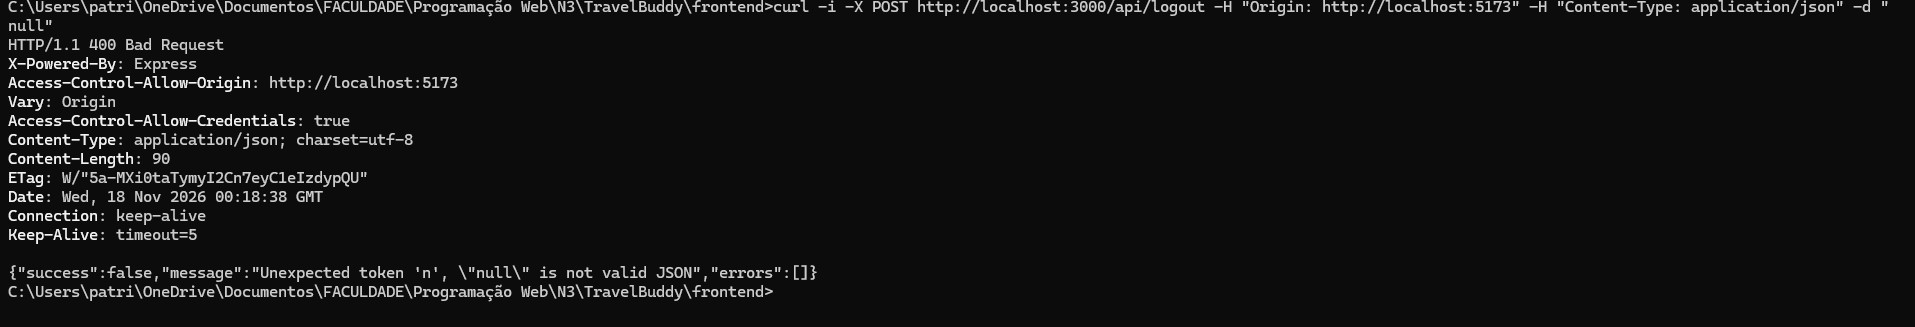 C:\Users\patri\OneDrive\Documentos\FACULDADE\Programação Web\N3\TravelBuddy\frontend>curl -i -X POST http://localhost:3000/api/logout -H "Origin: http://localhost:5173" -H "Content-Type: application/json" -d "
null"
HTTP/1.1 400 Bad Request
X-Powered-By: Express
Access-Control-Allow-Origin: http://localhost:5173
Vary: Origin
Access-Control-Allow-Credentials: true
Content-Type: application/json; charset=utf-8
Content-Length: 90
ETag: W/"5a-MXi0taTymyI2Cn7eyC1eIzdypQU"
Date: Wed, 18 Nov 2026 00:18:38 GMT
Connection: keep-alive
Keep-Alive: timeout=5
{"success":false,"message":"Unexpected token 'n', \"null\" is not valid JSON","errors":[]}
C:\Users\patri\OneDrive\Documentos\FACULDADE\Programação Web\N3\TravelBuddy\frontend>